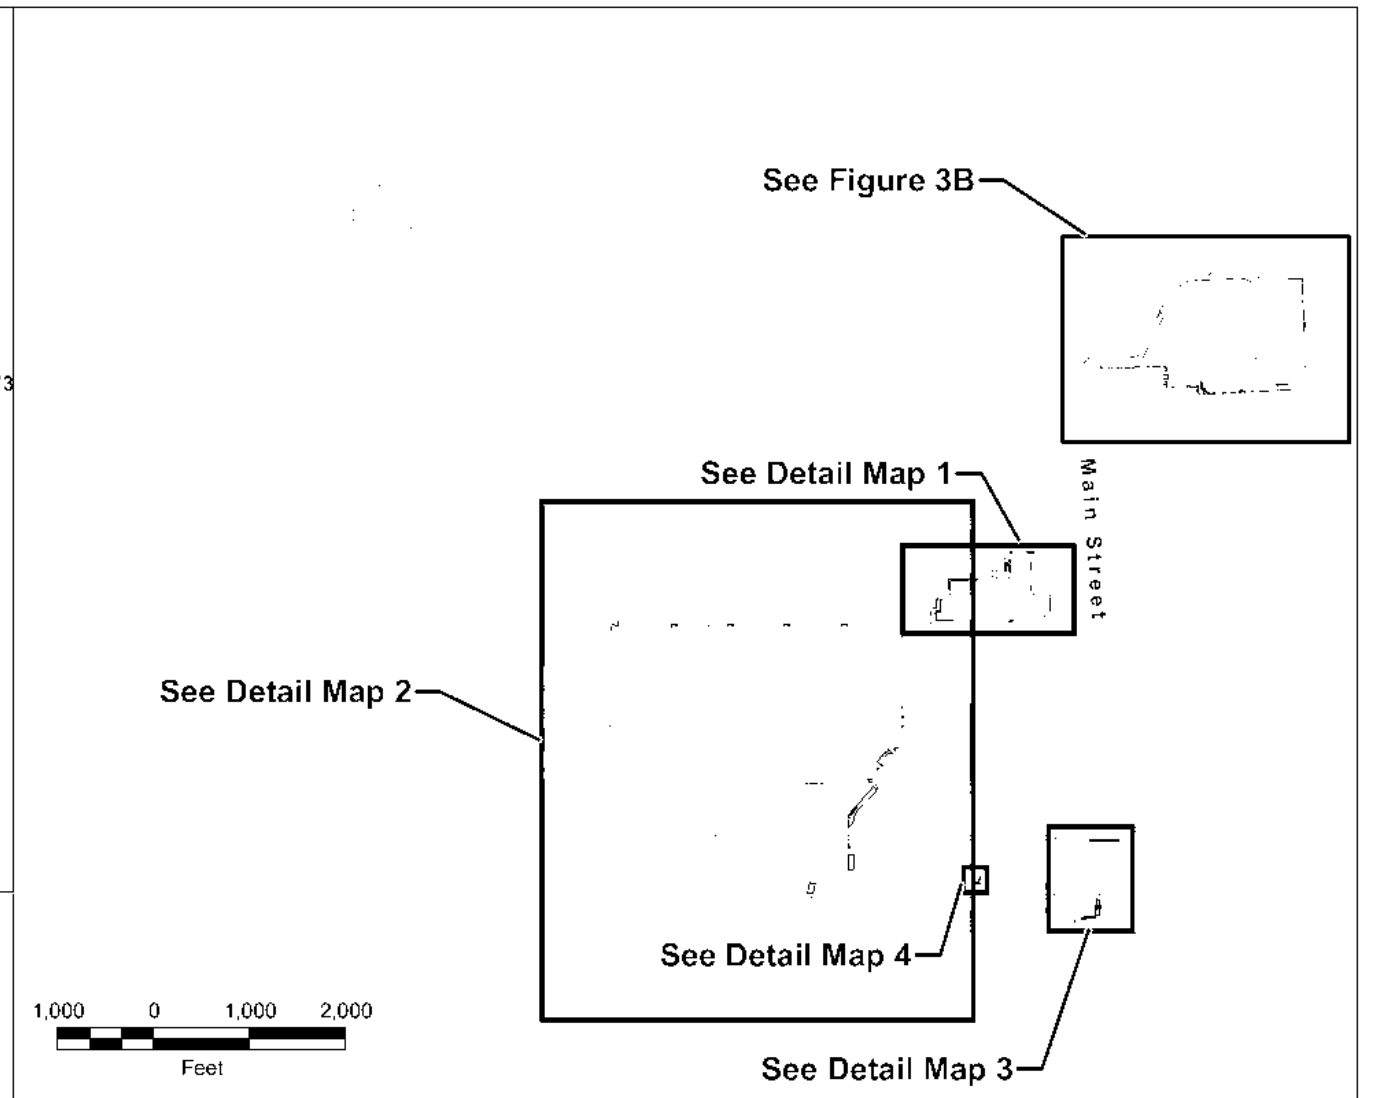 See Figure 3B
3
See Detail Map 1
Main Street
See Detail Map 2
See Detail Map 4
1,000 0 1,000 2,000
Feet
See Detail Map 3